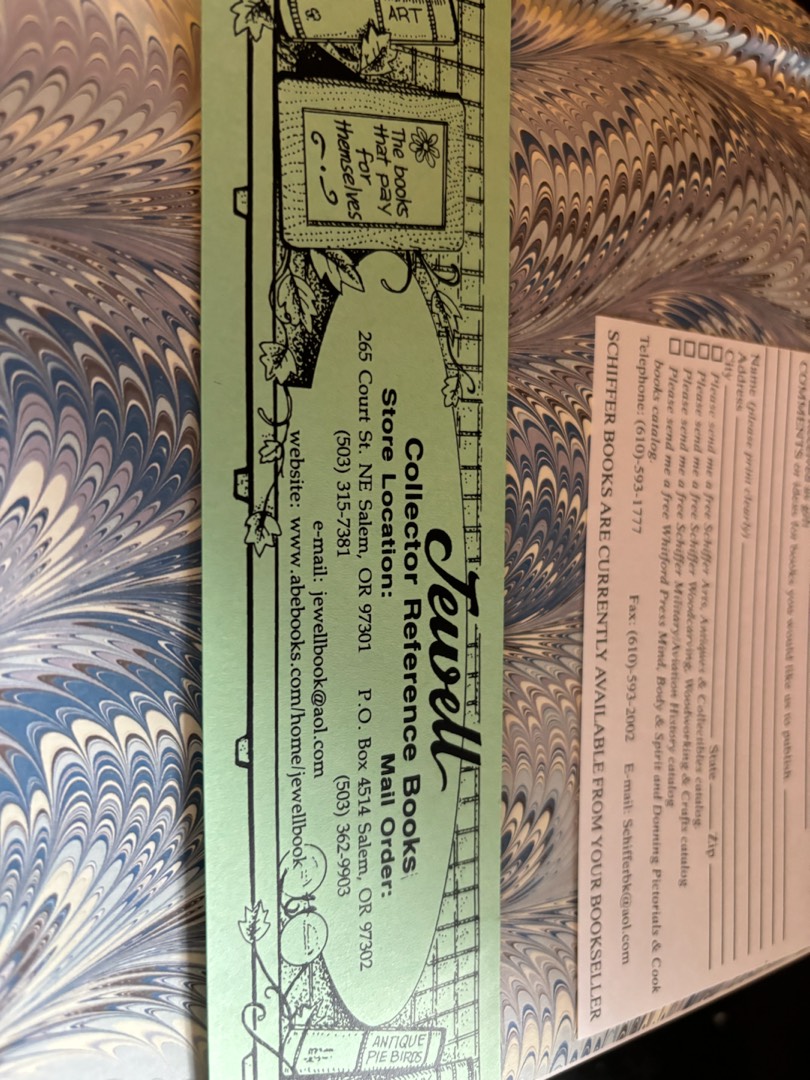 ART
The books
that pay
for
themselves
Jewell
Collector Reference Books
Store Location:
Mail Order:
265 Court St. NE Salem, OR 97301
P.O. Box 4514 Salem, OR 97302
(503) 315-7381
(503) 362-9903
e-mail: jewellbook@aol.com
website: www.abebooks.com/home/jewellbook
ANTIQUE
PIE BIRDS
COMMENTS or ideas for books you would like us to publish
Name (please print clearly)
Address
City State Zip
Please send me a free Schiffer Arts, Antiques & Collectibles catalog.
Please send me a free Schiffer Woodcarving, Woodworking & Crafts catalog
Please send me a free Schiffer Military/Aviation History catalog
Please send me a free Whitford Press Mind, Body & Spirit and Donning Pictorials & Cook
books catalog.
Telephone: (610)-593-1777 Fax: (610)-593-2002 E-mail: Schifferbk@aol.com
SCHIFFER BOOKS ARE CURRENTLY AVAILABLE FROM YOUR BOOKSELLER